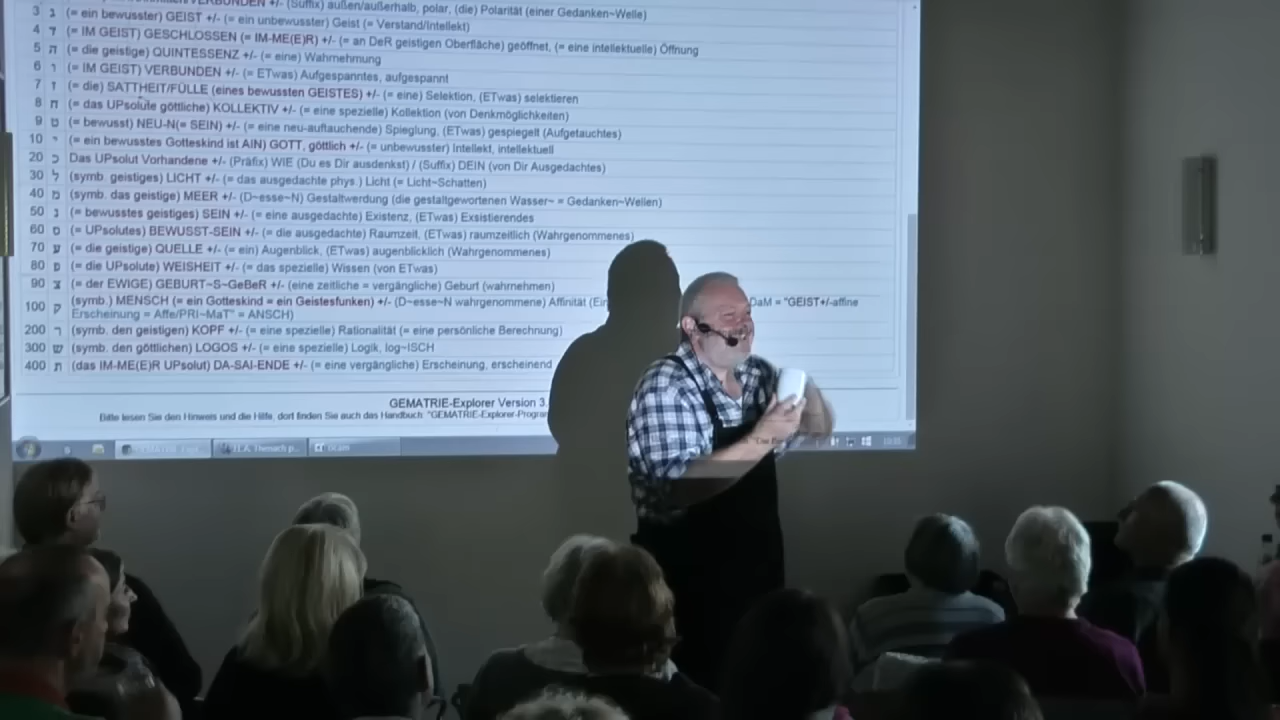 VERBUNDEN +/- (Suffix) außen/außerhalb, polar, (die) Polarität (einer Gedanken~Welle)
3 ג (= ein bewusster) GEIST +/- (= ein unbewusster) Geist (= Verstand/Intellekt)
4 ד (= IM GEIST) GESCHLOSSEN (= IM-ME(E)R) +/- (= an DeR geistigen Oberfläche) geöffnet, (= eine intellektuelle) Öffnung
5 ה (= die geistige) QUINTESSENZ +/- (= eine) Wahrnehmung
6 ו (= IM GEIST) VERBUNDEN +/- (= ETwas) Aufgespanntes, aufgespannt
7 ז (= die) SATTHEIT/FÜLLE (eines bewussten GEISTES) +/- (= eine) Selektion, (ETwas) selektieren
8 ח (= das UPsolute göttliche) KOLLEKTIV +/- (= eine spezielle) Kollektion (von Denkmöglichkeiten)
9 ט (= bewusst) NEU-N(= SEIN) +/- (= eine neu-auftauchende) Spieglung, (ETwas) gespiegelt (Aufgetauchtes)
10 י (= ein bewusstes Gotteskind ist AIN) GOTT, göttlich +/- (= unbewusster) Intellekt, intellektuell
20 כ Das UPsolut Vorhandene +/- (Präfix) WIE (Du es Dir ausdenkst) / (Suffix) DEIN (von Dir Ausgedachtes)
30 ל (symb. geistiges) LICHT +/- (= das ausgedachte phys.) Licht (= Licht~Schatten)
40 מ (symb. das geistige) MEER +/- (D~esse~N) Gestaltwerdung (die gestaltgewordenen Wasser~ = Gedanken~Wellen)
50 נ (= bewusstes geistiges) SEIN +/- (= eine ausgedachte) Existenz, (ETwas) Exsistierendes
60 ס (= UPsolutes) BEWUSST-SEIN +/- (= die ausgedachte) Raumzeit, (ETwas) raumzeitlich (Wahrgenommenes)
70 ע (= die geistige) QUELLE +/- (= ein) Augenblick, (ETwas) augenblicklich (Wahrgenommenes)
80 פ (= die UPsolute) WEISHEIT +/- (= das spezielle) Wissen (von ETwas)
90 צ (= der EWIGE) GEBURT~S~GeBeR +/- (eine zeitliche = vergängliche) Geburt (wahrnehmen)
100 ק (symb.) MENSCH (= ein Gotteskind = ein Geistesfunken) +/- (D~esse~N wahrgenommene) Affinität DaM = "GEIST+/-affine
Erscheinung = Affe/PRI~MaT" = ANSCH)
200 ר (symb. den geistigen) KOPF +/- (= eine spezielle) Rationalität (= eine persönliche Berechnung)
300 ש (symb. den göttlichen) LOGOS +/- (= eine spezielle) Logik, log~ISCH
400 ת (das IM-ME(E)R UPsolut) DA-SAI-ENDE +/- (= eine vergängliche) Erscheinung, erscheinend
GEMATRIE-Explorer Version 3.
Bitte lesen Sie den Hinweis und die Hilfe, dort finden Sie auch das Handbuch: "GEMATRIE-Explorer-